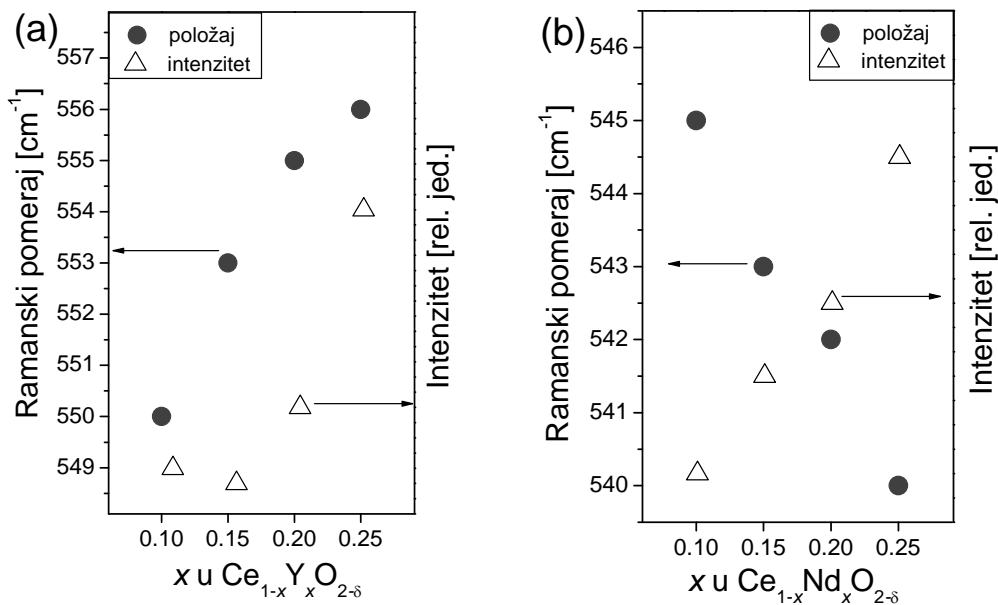 (a)
položaj
intenzitet
Ramanski pomeraj [cm⁻¹]
557
556
555
554
553
552
551
550
549
0.10 0.15 0.20 0.25
x u Ce₁₋ₓYₓO₂₋δ
Intenzitet [rel. jed.]
(b)
položaj
intenzitet
Ramanski pomeraj [cm⁻¹]
546
545
544
543
542
541
540
0.10 0.15 0.20 0.25
x u Ce₁₋ₓNdₓO₂₋δ
Intenzitet [rel. jed.]